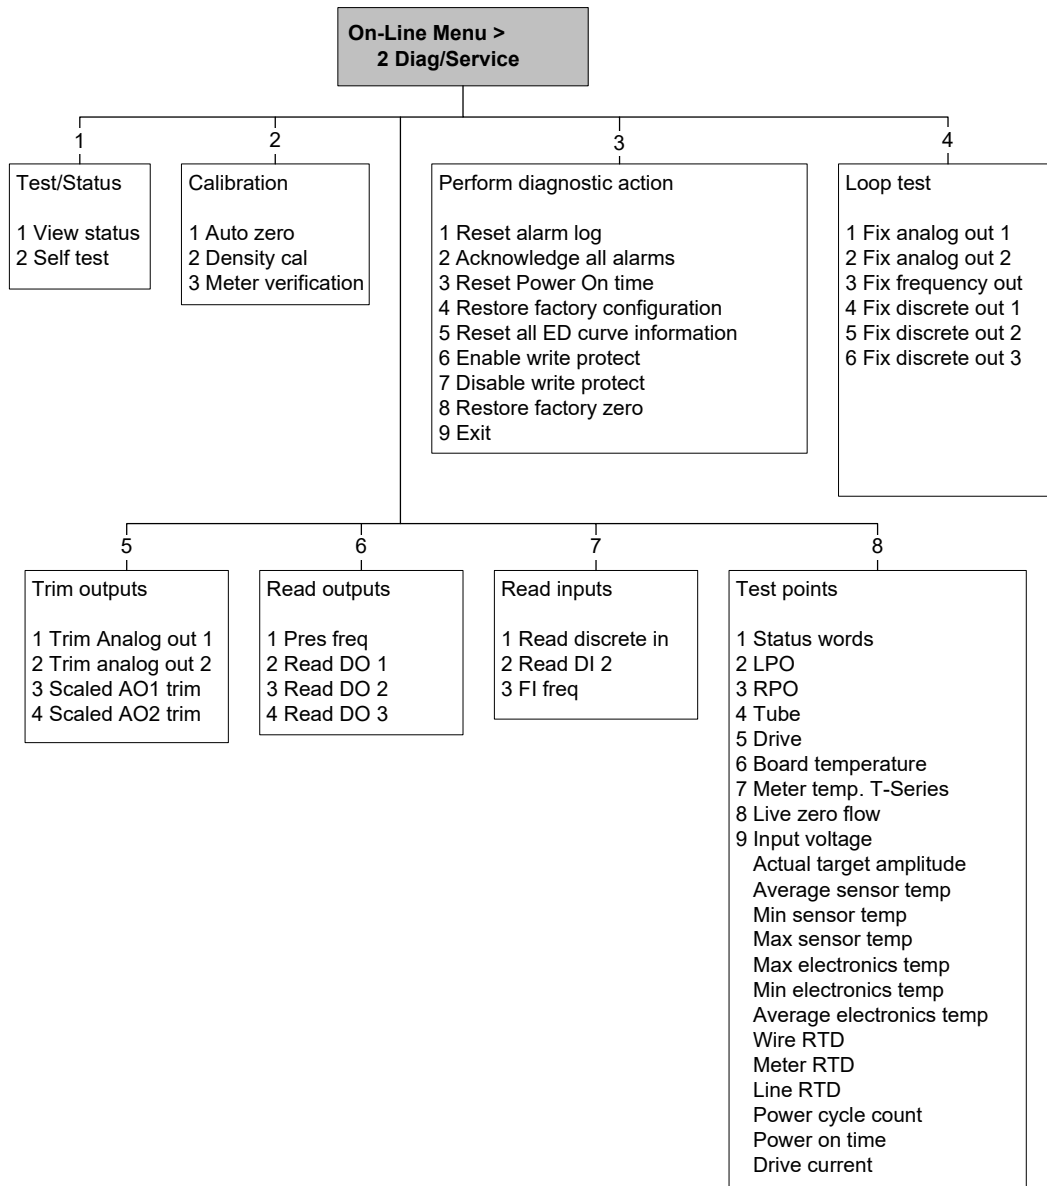 On-Line Menu >
2 Diag/Service
1
2
3
4
Test/Status
1 View status
2 Self test
Calibration
1 Auto zero
2 Density cal
3 Meter verification
Perform diagnostic action
1 Reset alarm log
2 Acknowledge all alarms
3 Reset Power On time
4 Restore factory configuration
5 Reset all ED curve information
6 Enable write protect
7 Disable write protect
8 Restore factory zero
9 Exit
Loop test
1 Fix analog out 1
2 Fix analog out 2
3 Fix frequency out
4 Fix discrete out 1
5 Fix discrete out 2
6 Fix discrete out 3
5
6
7
8
Trim outputs
1 Trim Analog out 1
2 Trim analog out 2
3 Scaled AO1 trim
4 Scaled AO2 trim
Read outputs
1 Pres freq
2 Read DO 1
3 Read DO 2
4 Read DO 3
Read inputs
1 Read discrete in
2 Read DI 2
3 FI freq
Test points
1 Status words
2 LPO
3 RPO
4 Tube
5 Drive
6 Board temperature
7 Meter temp. T-Series
8 Live zero flow
9 Input voltage
Actual target amplitude
Average sensor temp
Min sensor temp
Max sensor temp
Max electronics temp
Min electronics temp
Average electronics temp
Wire RTD
Meter RTD
Line RTD
Power cycle count
Power on time
Drive current